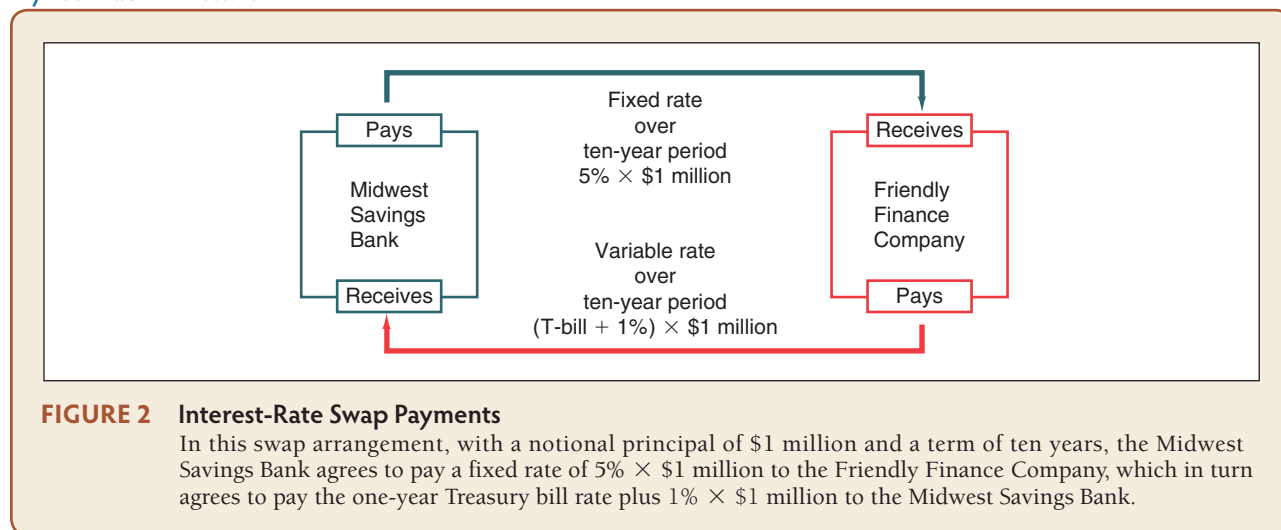 Pays
Fixed rate
over
ten-year period
5% × $1 million
Receives
Midwest
Savings
Bank
Friendly
Finance
Company
Receives
Variable rate
over
ten-year period
(T-bill + 1%) × $1 million
Pays
FIGURE 2 Interest-Rate Swap Payments
In this swap arrangement, with a notional principal of $1 million and a term of ten years, the Midwest
Savings Bank agrees to pay a fixed rate of 5% × $1 million to the Friendly Finance Company, which in turn
agrees to pay the one-year Treasury bill rate plus 1% × $1 million to the Midwest Savings Bank.